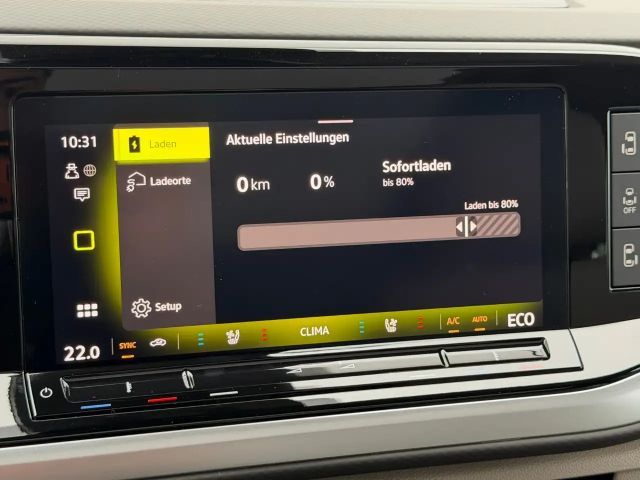 10:31
Laden
Aktuelle Einstellungen
Ladeorte
0 km
0 %
Sofortladen
bis 80%
Laden bis 80%
OFF
Setup
CLIMA
A/C
AUTO
ECO
22.0
SYNC